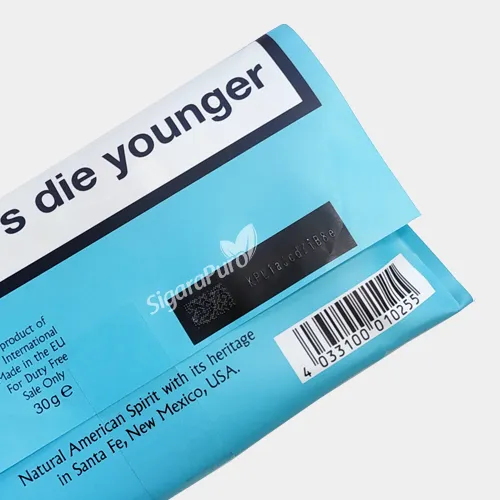 s die younger
SigaraPuro
product of
International
Made in the EU
For Duty Free
Sale Only
30g e
4 033100 010255
Natural American Spirit with its heritage
in Santa Fe, New Mexico, USA.